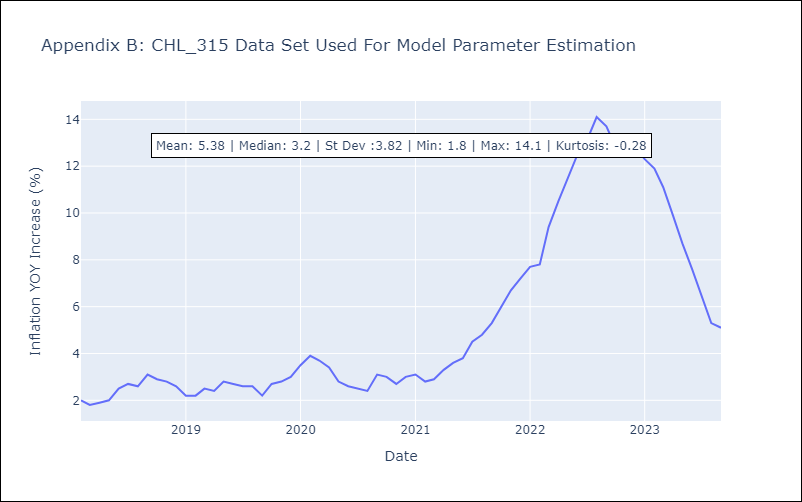 Appendix B: CHL_315 Data Set Used For Model Parameter Estimation
14
Mean: 5.38 | Median: 3.2 | St Dev :3.82 | Min: 1.8 | Max: 14.1 | Kurtosis: -0.28
12
10
8
6
4
2
Inflation YOY Increase (%)
2019 2020 2021 2022 2023
Date